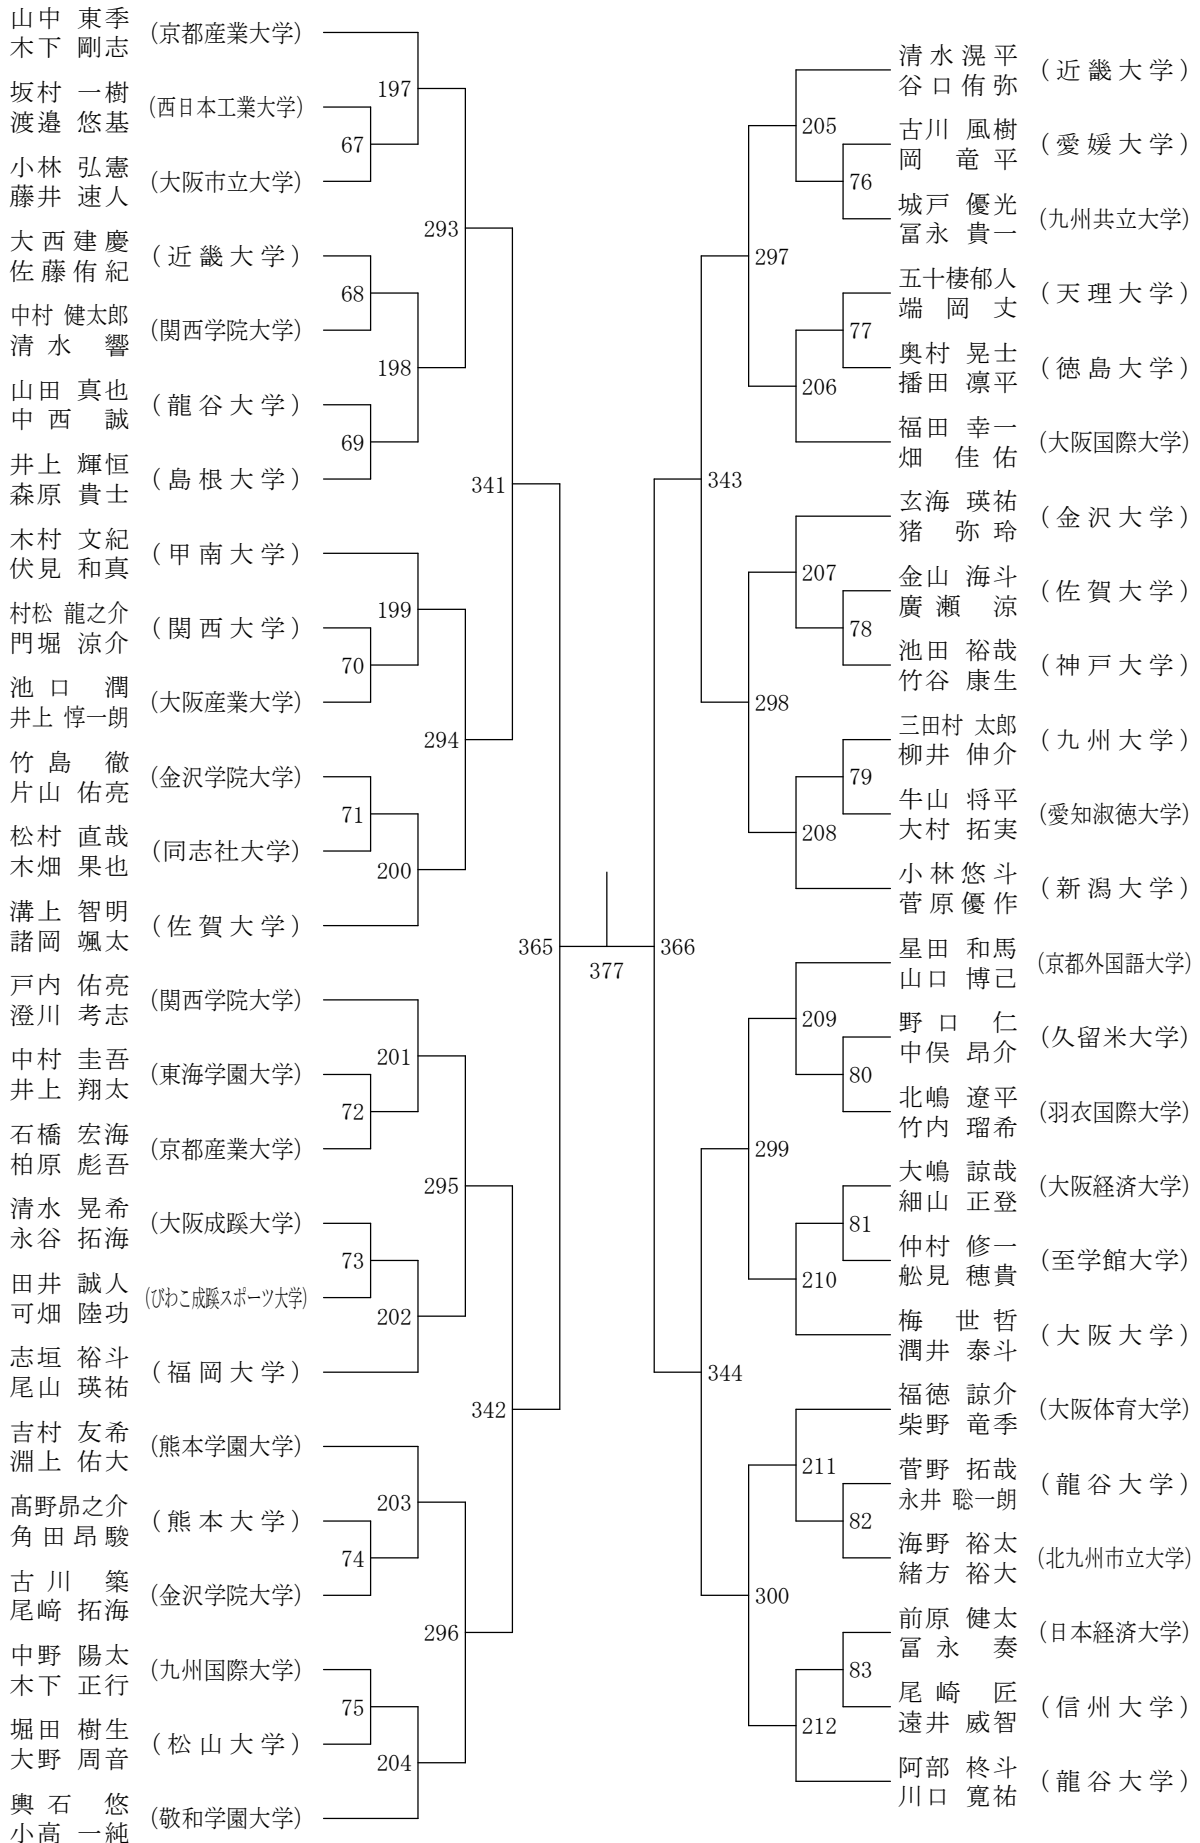 山中 東季
木下 剛志
(京都産業大学)
坂村 一樹
渡邉 悠基
(西日本工業大学)
小林 弘憲
藤井 速人
(大阪市立大学)
大西建慶
佐藤侑紀
(近畿大学)
中村 健太郎
清水 響
(関西学院大学)
山田 真也
中西 誠
(龍谷大学)
井上 輝恒
森原 貴士
(島根大学)
木村 文紀
伏見 和真
(甲南大学)
村松 龍之介
門堀 涼介
(関西大学)
池口 潤
井上 惇一朗
(大阪産業大学)
竹島 徹
片山 佑亮
(金沢学院大学)
松村 直哉
木畑 果也
(同志社大学)
溝上 智明
諸岡 颯太
(佐賀大学)
戸内 佑亮
澄川 考志
(関西学院大学)
中村 圭吾
井上 翔太
(東海学園大学)
石橋 宏海
柏原 彪吾
(京都産業大学)
清水 晃希
永谷 拓海
(大阪成蹊大学)
田井 誠人
可畑 陸功
(びわこ成蹊スポーツ大学)
志垣 裕斗
尾山 瑛祐
(福岡大学)
吉村 友希
淵上 佑大
(熊本学園大学)
髙野昴之介
角田昂駿
(熊本大学)
古川 築
尾﨑 拓海
(金沢学院大学)
中野 陽太
木下 正行
(九州国際大学)
堀田 樹生
大野 周音
(松山大学)
輿石 悠
小高 一純
(敬和学園大学)
67
68
69
70
71
72
73
74
75
197
198
199
200
201
202
203
204
293
294
295
296
341
342
365
377
366
343
344
297
298
299
300
205
206
207
208
209
210
211
212
76
77
78
79
80
81
82
83
清水滉平
谷口侑弥
(近畿大学)
古川 風樹
岡 竜平
(愛媛大学)
城戸 優光
冨永 貴一
(九州共立大学)
五十棲郁人
端岡丈
(天理大学)
奥村 晃士
播田 凛平
(徳島大学)
福田 幸一
畑 佳佑
(大阪国際大学)
玄海 瑛祐
猪 弥玲
(金沢大学)
金山 海斗
廣瀬 涼
(佐賀大学)
池田 裕哉
竹谷 康生
(神戸大学)
三田村 太郎
柳井 伸介
(九州大学)
牛山 将平
大村 拓実
(愛知淑徳大学)
小林悠斗
菅原優作
(新潟大学)
星田 和馬
山口 博己
(京都外国語大学)
野口 仁
中俣 昂介
(久留米大学)
北嶋 遼平
竹内 瑠希
(羽衣国際大学)
大嶋 諒哉
細山 正登
(大阪経済大学)
仲村 修一
舩見 穂貴
(至学館大学)
梅 世哲
潤井 泰斗
(大阪大学)
福徳 諒介
柴野 竜季
(大阪体育大学)
菅野 拓哉
永井 聡一朗
(龍谷大学)
海野 裕太
緒方 裕大
(北九州市立大学)
前原 健太
冨永 奏
(日本経済大学)
尾崎 匠
遠井 威智
(信州大学)
阿部 柊斗
川口 寛祐
(龍谷大学)